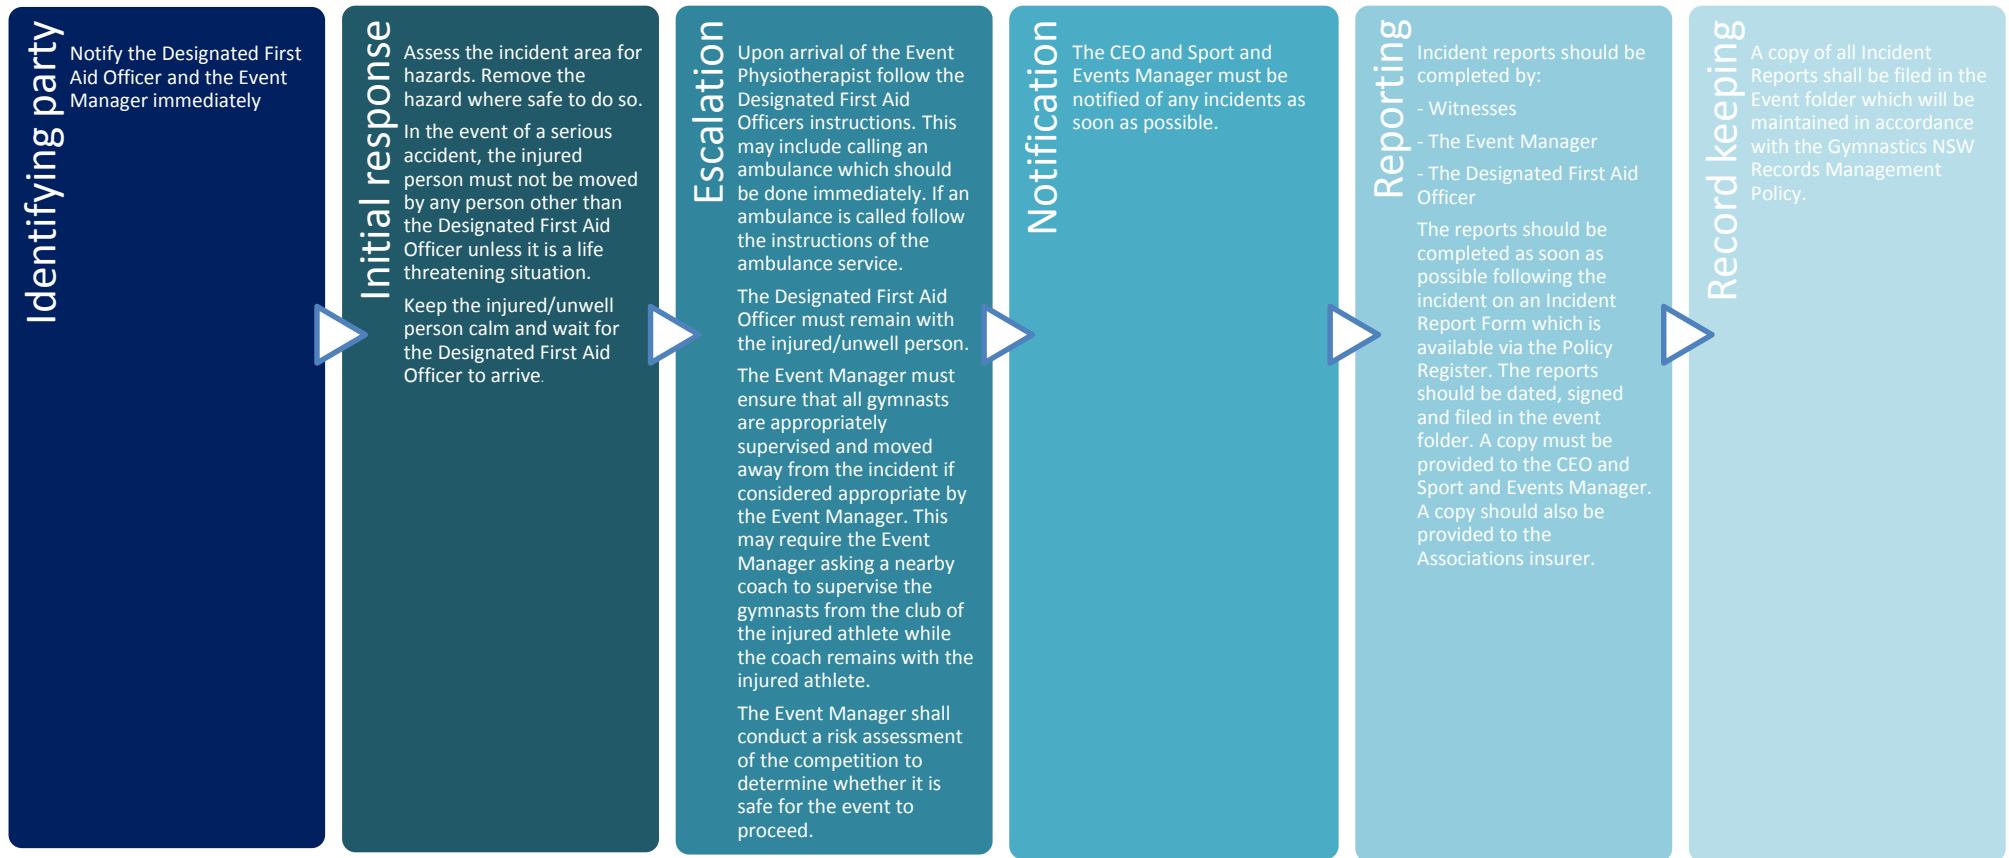 Identifying party
Notify the Designated First
Aid Officer and the Event
Manager immediately
Initial response
Assess the incident area for
hazards. Remove the
hazard where safe to do so.
In the event of a serious
accident, the injured
person must not be moved
by any person other than
the Designated First Aid
Officer unless it is a life
threatening situation.
Keep the injured/unwell
person calm and wait for
the Designated First Aid
Officer to arrive.
Escalation
Upon arrival of the Event
Physiotherapist follow the
Designated First Aid
Officers instructions. This
may include calling an
ambulance which should
be done immediately. If an
ambulance is called follow
the instructions of the
ambulance service.
The Designated First Aid
Officer must remain with
the injured/unwell person.
The Event Manager must
ensure that all gymnasts
are appropriately
supervised and moved
away from the incident if
considered appropriate by
the Event Manager. This
may require the Event
Manager asking a nearby
coach to supervise the
gymnasts from the club of
the injured athlete while
the coach remains with the
injured athlete.
The Event Manager shall
conduct a risk assessment
of the competition to
determine whether it is
safe for the event to
proceed.
Notification
The CEO and Sport and
Events Manager must be
notified of any incidents as
soon as possible.
Reporting
Incident reports should be
completed by:
- Witnesses
- The Event Manager
- The Designated First Aid
Officer
The reports should be
completed as soon as
possible following the
incident on an Incident
Report Form which is
available via the Policy
Register. The reports
should be dated, signed
and filed in the event
folder. A copy must be
provided to the CEO and
Sport and Events Manager.
A copy should also be
provided to the
Associations insurer.
Record keeping
A copy of all Incident
Reports shall be filed in the
Event folder which will be
maintained in accordance
with the Gymnastics NSW
Records Management
Policy.